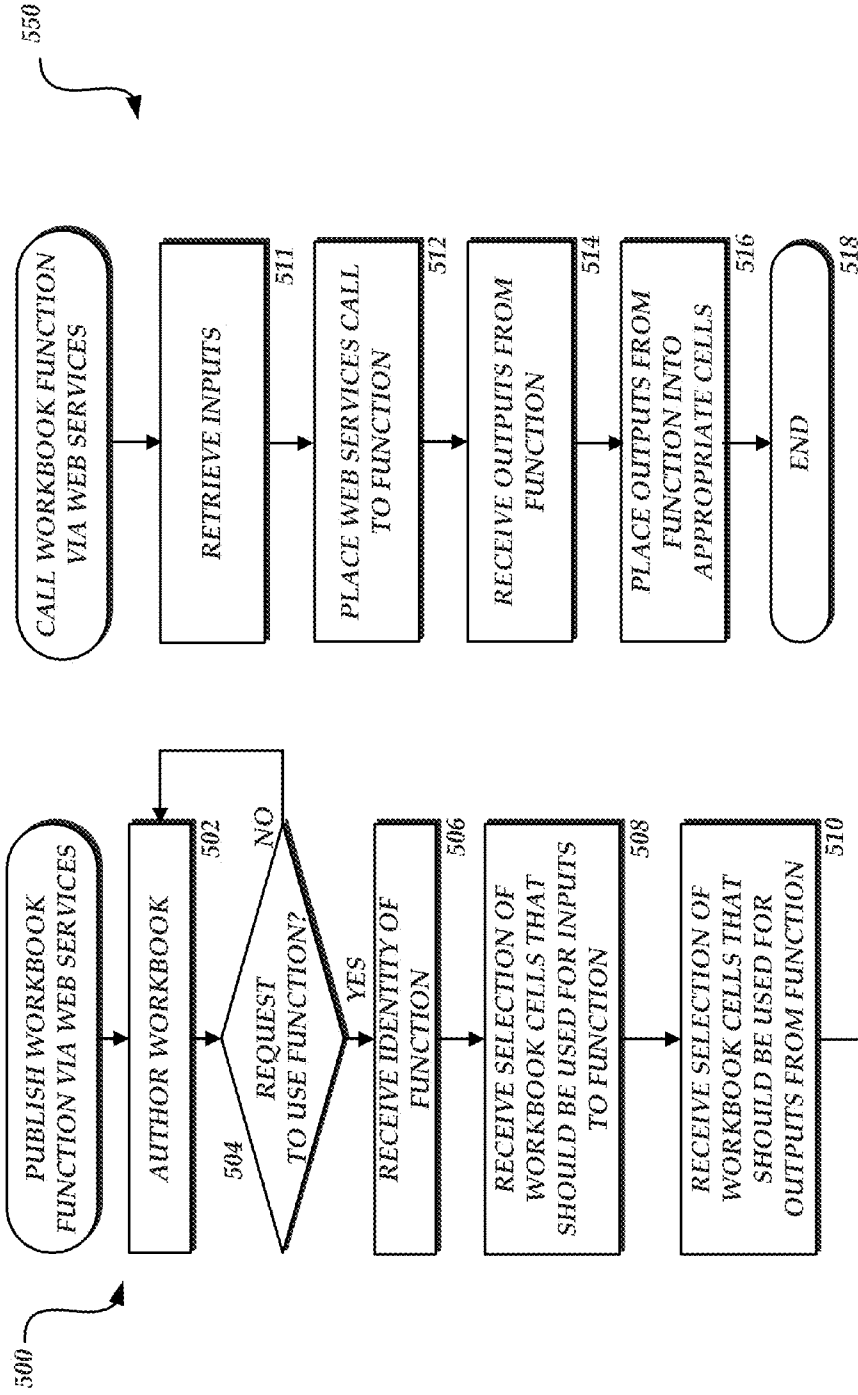 500
PUBLISH WORKBOOK
FUNCTION VIA WEB SERVICES
AUTHOR WORKBOOK
502
504
REQUEST
TO USE FUNCTION?
NO
YES
RECEIVE IDENTITY OF
FUNCTION
506
RECEIVE SELECTION OF
WORKBOOK CELLS THAT
SHOULD BE USED FOR INPUTS
TO FUNCTION
508
RECEIVE SELECTION OF
WORKBOOK CELLS THAT
SHOULD BE USED FOR
OUTPUTS FROM FUNCTION
510
550
CALL WORKBOOK FUNCTION
VIA WEB SERVICES
RETRIEVE INPUTS
511
PLACE WEB SERVICES CALL
TO FUNCTION
512
RECEIVE OUTPUTS FROM
FUNCTION
514
PLACE OUTPUTS FROM
FUNCTION INTO
APPROPRIATE CELLS
516
END
518